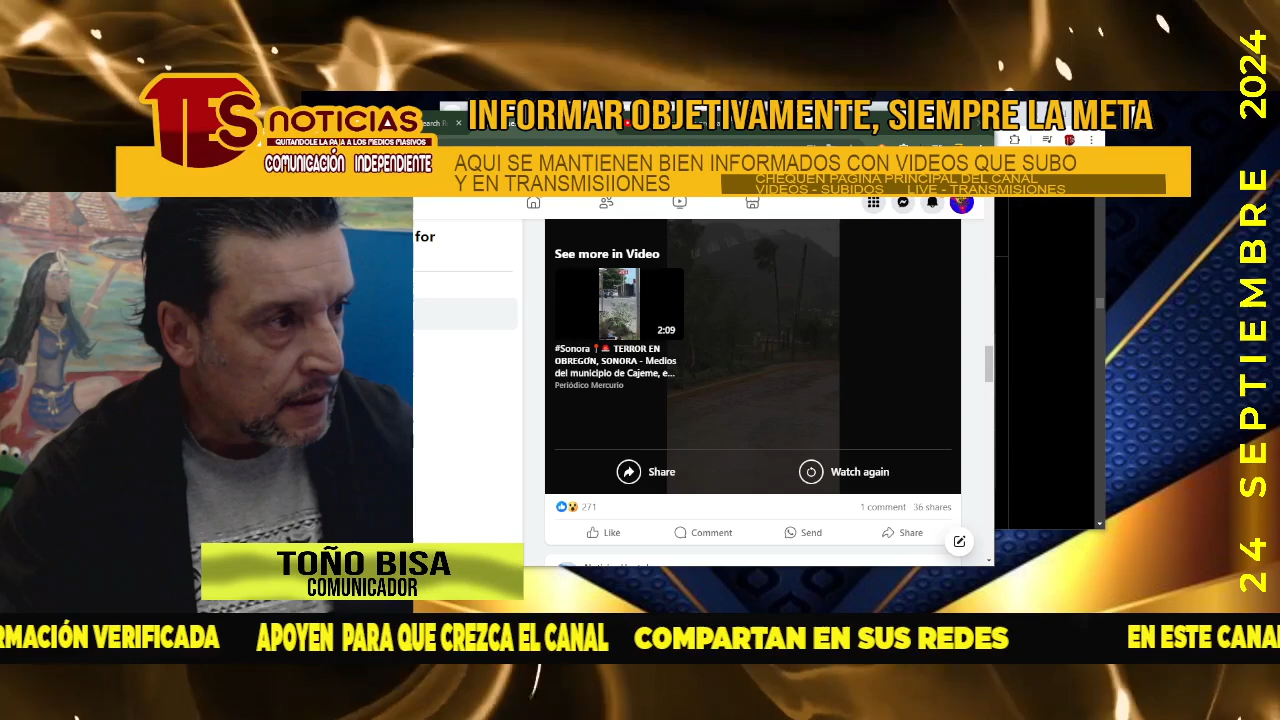 TES
NOTICIAS
QUITANDOLE LA PAJA A LOS MEDIOS MASIVOS
COMUNICACIÓN INDEPENDIENTE
INFORMAR OBJETIVAMENTE, SIEMPRE LA META
AQUI SE MANTIENEN BIEN INFORMADOS CON VIDEOS QUE SUBO
Y EN TRANSMISIIONES
CHEQUEN PAGINA PRINCIPAL DEL CANAL
VIDEOS - SUBIDOS LIVE - TRANSMISIONES
24 SEPTIEMBRE 2024
for
See more in Video
2:09
#Sonora📍🚨 TERROR EN
OBREGÓN, SONORA - Medios
del municipio de Cajeme, e...
Periódico Mercurio
Share
Watch again
271
1 comment 36 shares
Like
Comment
Send
Share
TOÑO BISA
COMUNICADOR
RMACIÓN VERIFICADA
APOYEN PARA QUE CREZCA EL CANAL
COMPARTAN EN SUS REDES
EN ESTE CANAL